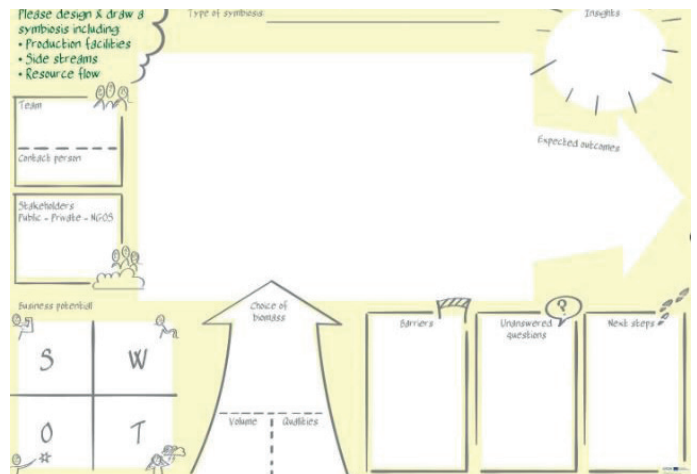 Please design & draw a
symbiosis including:
• Production facilities
• Side streams
• Resource flow
Type of symbiosis
Insights
Team
Contact person
Expected outcomes
Stakeholders
Public - Private - NGOS
Business potential
S
W
O
T
Choice of
biomass
Volume
Qualities
Barriers
?
Unanswered
questions
Next steps